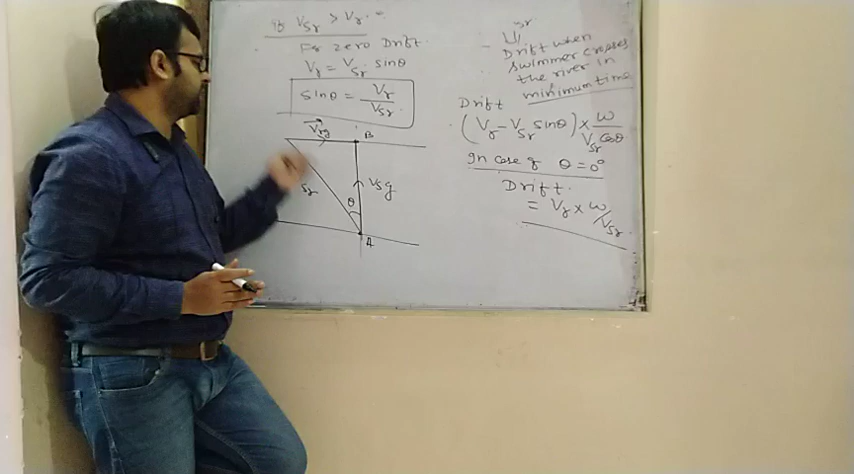 If Vsr > Vr.
For zero Drift.
Vr = Vsr sinθ
sinθ = Vr/Vsr
Vrg
B
Vsg
sr
θ
A
Drift when
swimmer crosses
the river in
minimum time
Drift
(Vr - Vsr sinθ) × w/Vsr cosθ
In case of θ = 0°
Drift.
= Vr × w/Vsr